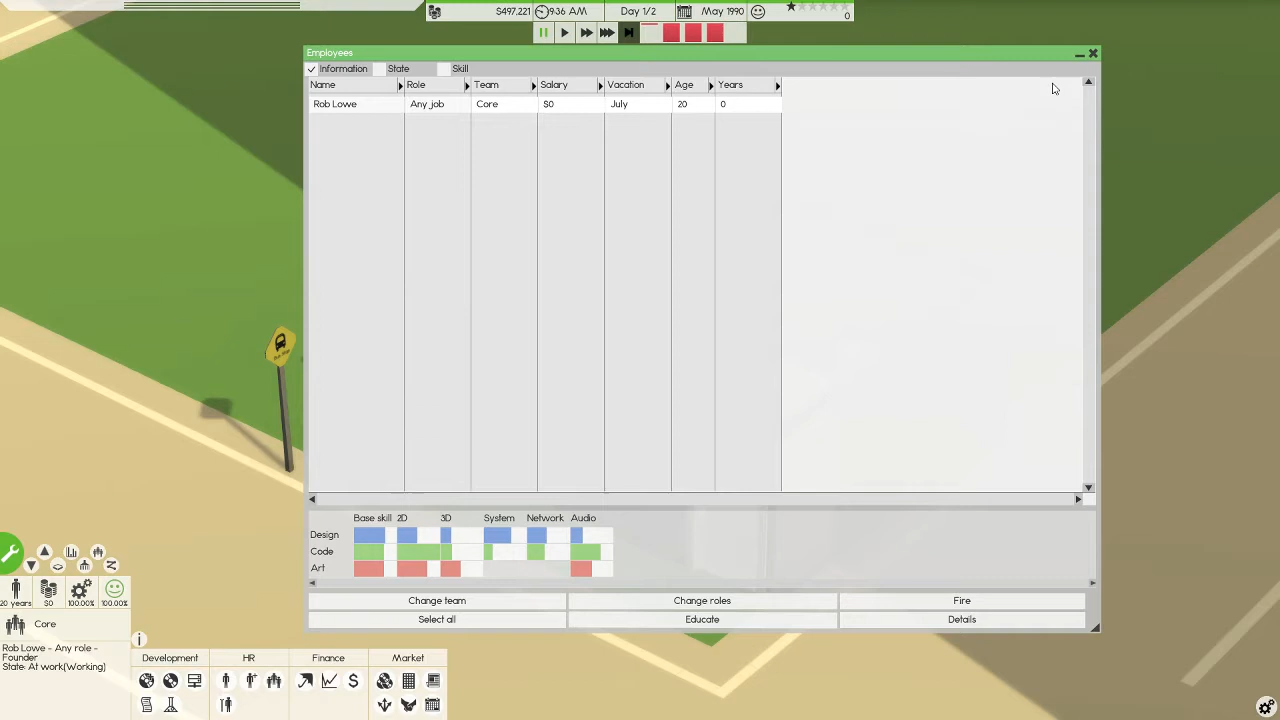 $497,221 9:36 AM Day 1/2 May 1990 0
Employees
Information State Skill
Name Role Team Salary Vacation Age Years
Rob Lowe Any job Core $0 July 20 0
Base skill 2D 3D System Network Audio
Design
Code
Art
Change team Change roles Fire
Select all Educate Details
20 years $0 100.00% 100.00%
Core
Rob Lowe - Any role -
Founder
State: At work(Working)
Development HR Finance Market